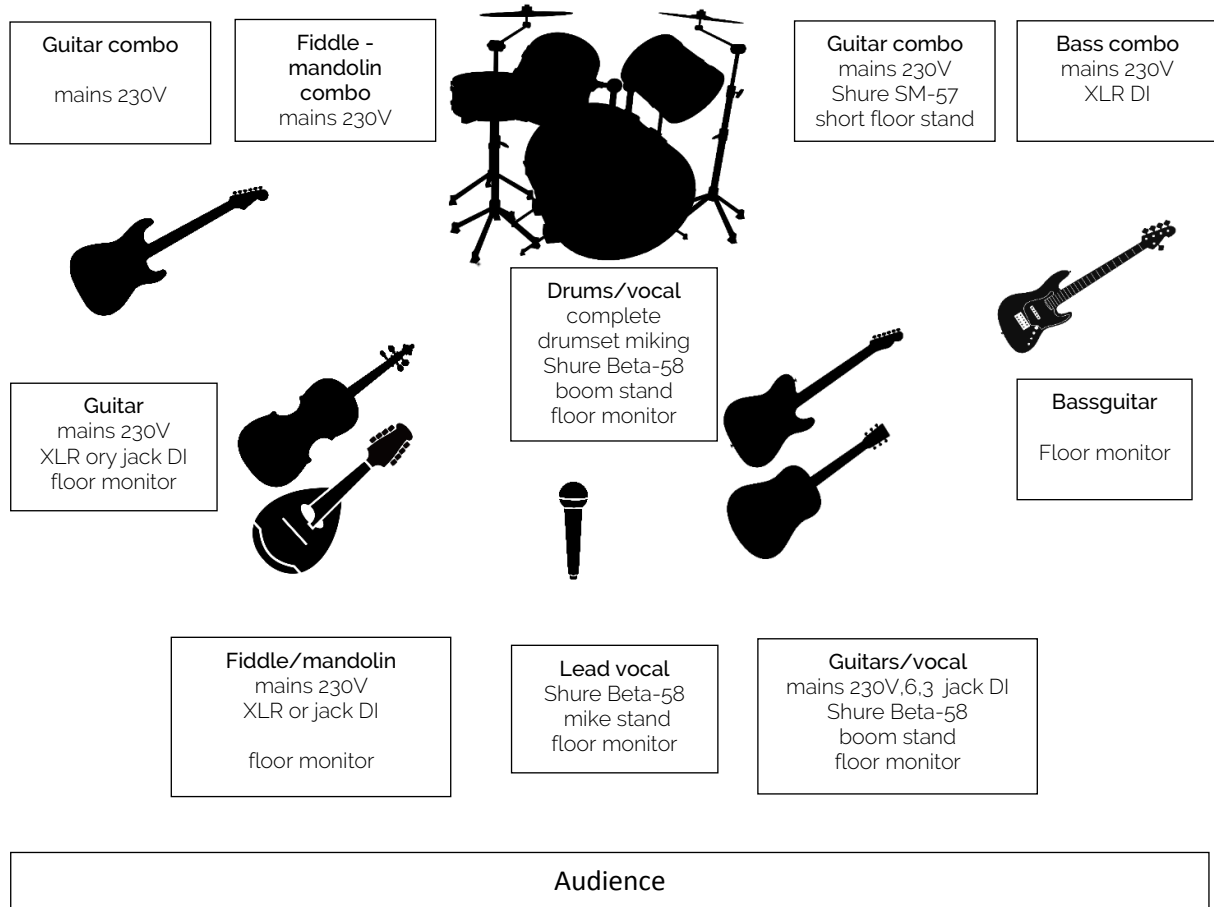 Guitar combo
mains 230V
Fiddle -
mandolin
combo
mains 230V
Guitar combo
mains 230V
Shure SM-57
short floor stand
Bass combo
mains 230V
XLR DI
Drums/vocal
complete
drumset miking
Shure Beta-58
boom stand
floor monitor
Guitar
mains 230V
XLR ory jack DI
floor monitor
Bassguitar
Floor monitor
Fiddle/mandolin
mains 230V
XLR or jack DI
floor monitor
Lead vocal
Shure Beta-58
mike stand
floor monitor
Guitars/vocal
mains 230V,6,3 jack DI
Shure Beta-58
boom stand
floor monitor
Audience